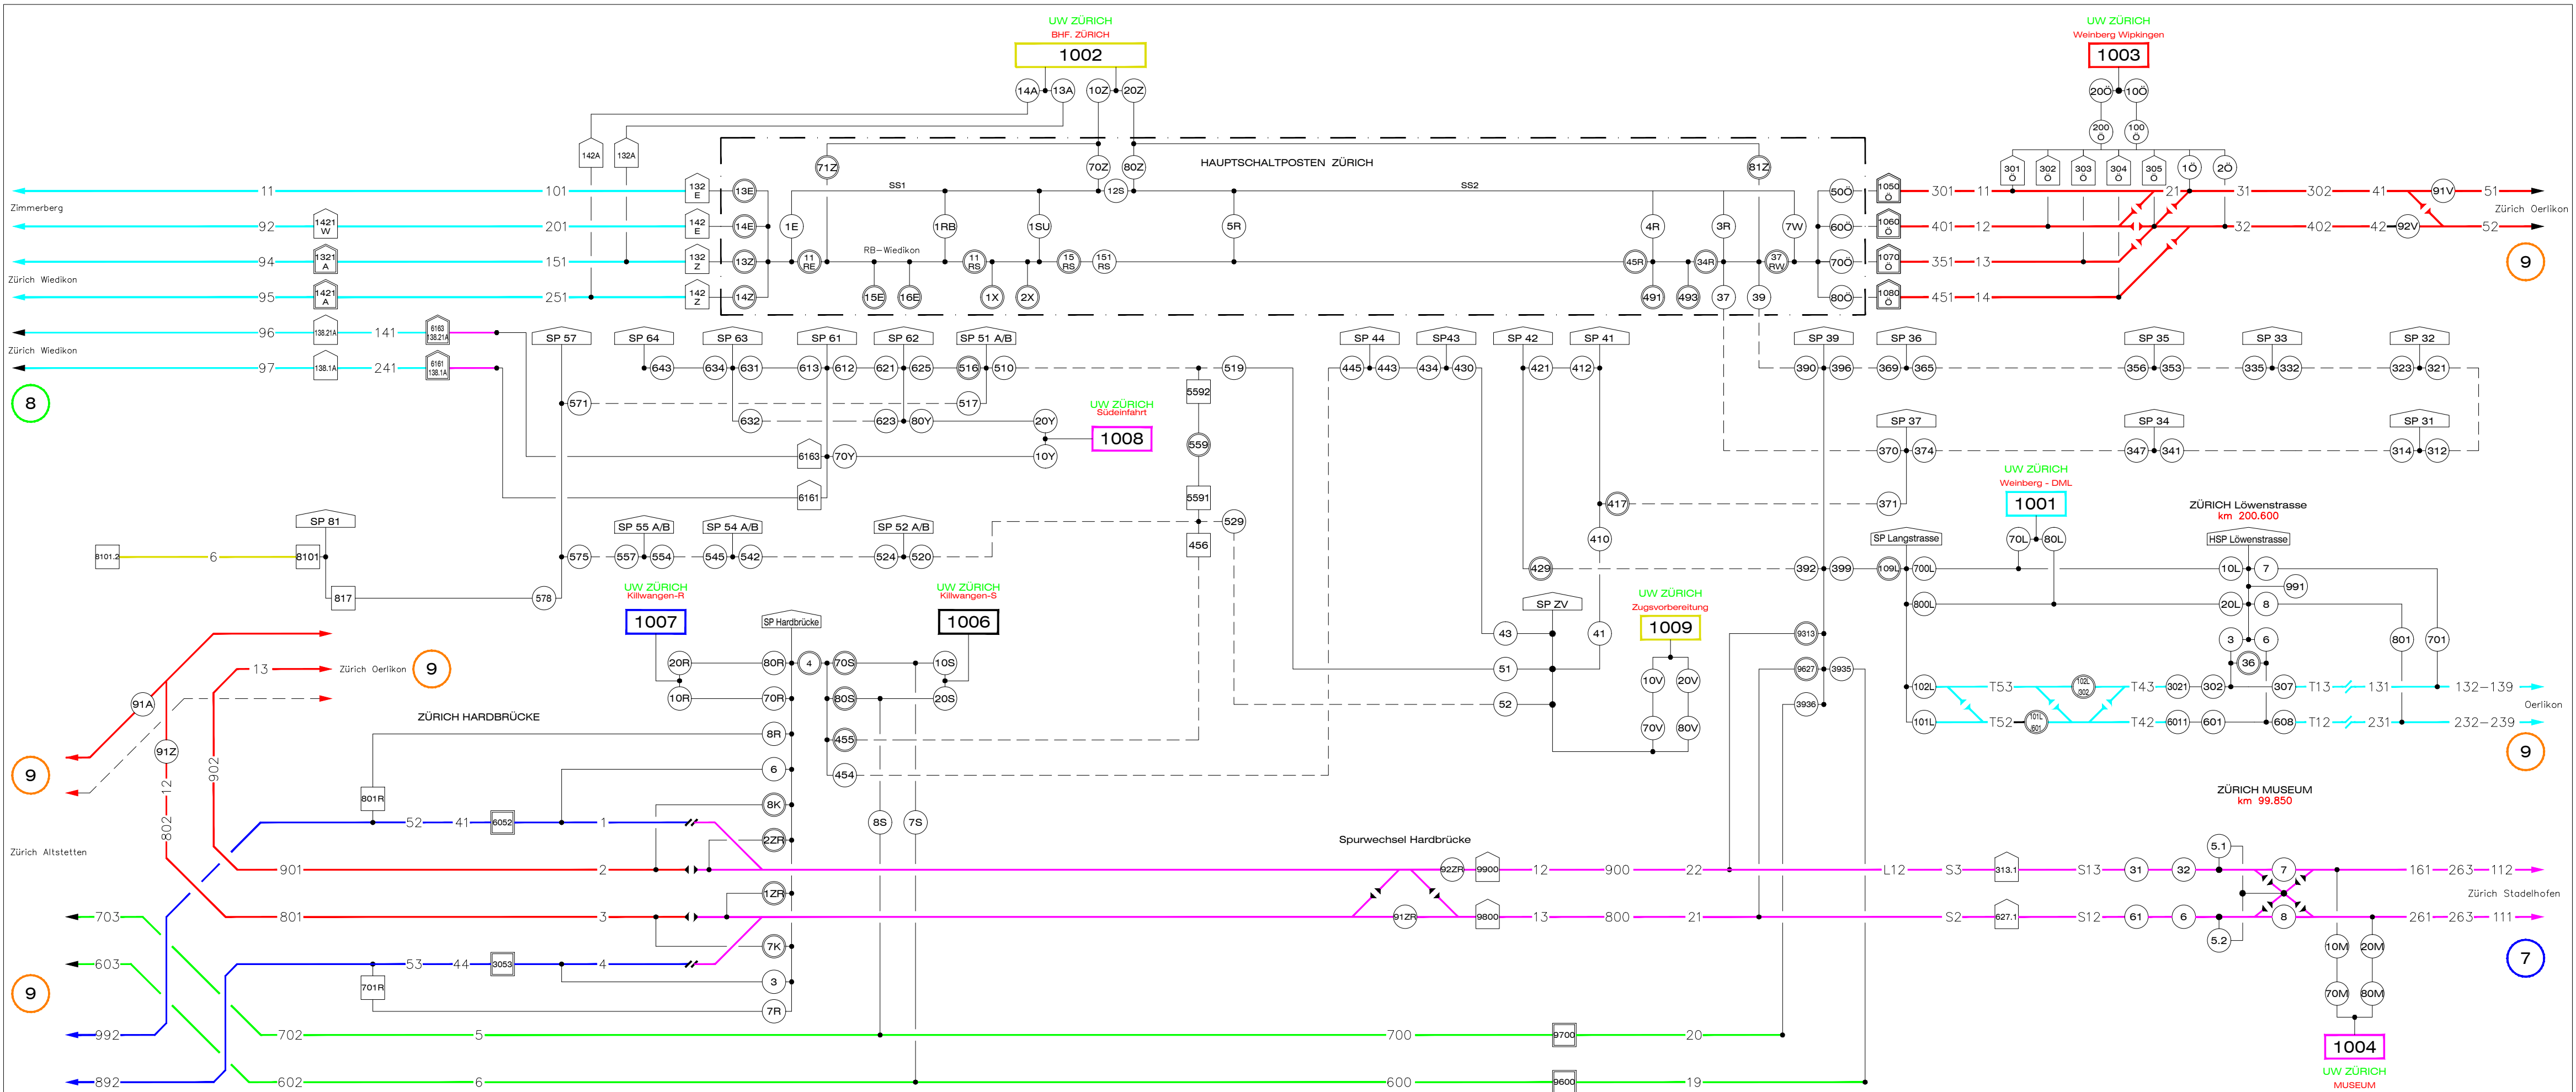 UW ZÜRICH
BHF. ZÜRICH
1002
UW ZÜRICH
Weinberg Wipkingen
1003
14A 13A 10Z 20Z
20Ö 10Ö
200 Ö 100 Ö
142A 132A
71Z 70Z 80Z
HAUPTSCHALTPOSTEN ZÜRICH
81Z
301 Ö 302 Ö 303 Ö 304 Ö 305 Ö 1Ö 2Ö
11 101 132 E 13E SS1 12S SS2 50Ö 1050 Ö 301 11 21 31 302 41 91V 51
Zimmerberg
Zürich Oerlikon
92 1421 W 201 142 E 14E 1E 1RB 1SU 5R 4R 3R 7W 60Ö 1060 Ö 401 12 32 402 42 92V 52
RB-Wiedikon
94 1321 A 151 132 Z 13Z 11 RE 11 RS 15 RS 151 RS 45R 34R 37 RW 70Ö 1070 Ö 351 13
9
Zürich Wiedikon
95 1421 A 251 142 Z 14Z 15E 16E 1X 2X 491 493 37 39 80Ö 1080 Ö 451 14
96 138.21A 141 6163 138.21A
SP 57 SP 64 SP 63 SP 61 SP 62 SP 51 A/B SP 44 SP43 SP 42 SP 41 SP 39 SP 36 SP 35 SP 33 SP 32
Zürich Wiedikon
97 138.1A 241 6161 138.1A
643 634 631 613 612 621 625 516 510 519 445 443 434 430 421 412 390 396 369 365 356 353 335 332 323 321
8
571 517 5592
UW ZÜRICH
Südeinfahrt
1008
632 623 80Y 20Y
SP 37 SP 34 SP 31
6163 70Y 10Y 559 370 374 347 341 314 312
6161 5591 417 371
UW ZÜRICH
Weinberg - DML
1001
ZÜRICH Löwenstrasse
km 200.600
SP 81
SP 55 A/B SP 54 A/B SP 52 A/B
529 410
SP Langstrasse 70L 80L HSP Löwenstrasse
8101.2 6 8101 575 557 554 545 542 524 520 456
429 392 399 109L 700L 10L 7
991
817 578
UW ZÜRICH
Killwangen-R
1007
UW ZÜRICH
Killwangen-S
1006
SP Hardbrücke
SP ZV
UW ZÜRICH
Zugsvorbereitung
1009
800L 20L 8
43 41 9313 3 6 801 701
13 Zürich Oerlikon 9
20R 80R 4 70S 10S 51 9627 3935 36
10V 20V
91A 10R 70R 80S 20S 52 3936
102L T53 102L /302 T43 3021 302 307 T13 131 132-139
Oerlikon
ZÜRICH HARDBRÜCKE
101L T52 101L /601 T42 6011 601 608 T12 231 232-239
8R 455 70V 80V
91Z
9
902 6 454
9
802 12
801R 8K
ZÜRICH MUSEUM
km 99.850
52 41 6052 1 8S 7S
2ZR
Spurwechsel Hardbrücke
Zürich Altstetten
5.1
901 2 92ZR 9900 12 900 22 L12 S3 313.1 S13 31 32 7 161 263 112
1ZR
Zürich Stadelhofen
703 801 3 91ZR 9800 13 800 21 S2 627.1 S12 61 6 8 261 263 111
5.2
7K 10M 20M
603 53 44 3053 4
7
9
701R 3
7R 70M 80M
992 702 5 700 9700 20
1004
UW ZÜRICH
MUSEUM
892 602 6 600 9600 19